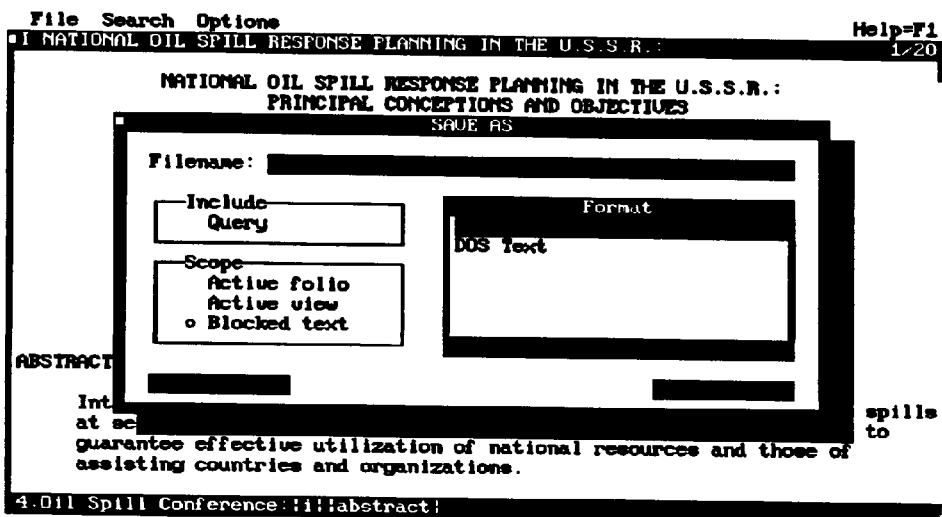 File Search Options Help=F1
I NATIONAL OIL SPILL RESPONSE PLANNING IN THE U.S.S.R.: 1/20
NATIONAL OIL SPILL RESPONSE PLANNING IN THE U.S.S.R.:
PRINCIPAL CONCEPTIONS AND OBJECTIVES
SAVE AS
Filename:
Include
Query
Format
DOS Text
Scope
Active folio
Active view
Blocked text
ABSTRACT
Int spills
at se to
guarantee effective utilization of national resources and those of
assisting countries and organizations.
4.Oil Spill Conference:¦i¦¦abstract¦